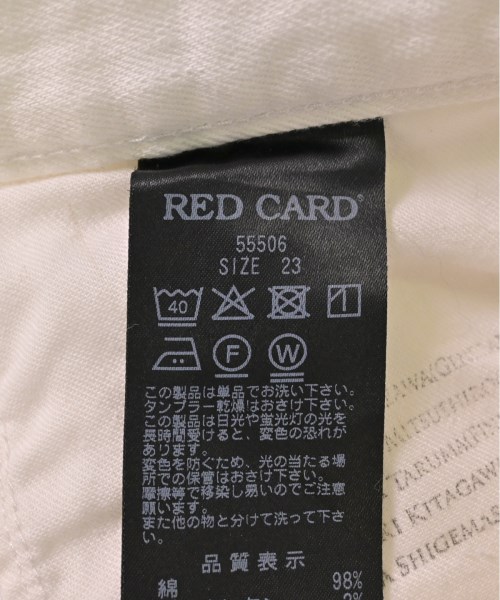 RED CARD®
55506
SIZE 23
40
F W
この製品は単品でお洗い下さい。
タンブラー乾燥はおさけ下さい。
この製品は日光や蛍光灯の光を
長時間受けると、変色の恐れが
あります。
変色を防ぐため、光の当たる場
所での保管はおさけ下さい。
摩擦等で移染し易いのでご注意
願います。
また他の物と分けて洗って下さ
い。
品質表示
綿 98%
2%
KITAGAWA
SHIGEMA